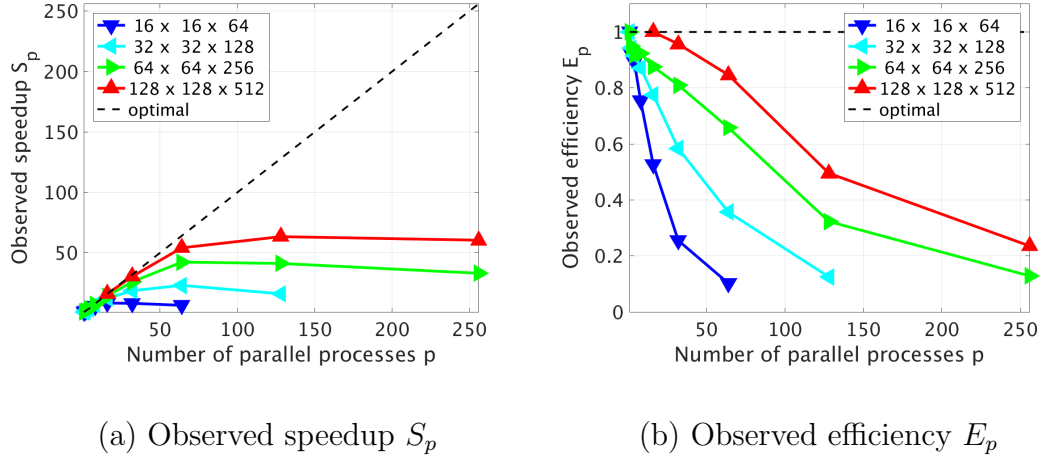 250
200
150
100
50
Observed speedup S_p
16 x 16 x 64
32 x 32 x 128
64 x 64 x 256
128 x 128 x 512
optimal
50 100 150 200 250
Number of parallel processes p
(a) Observed speedup S_p
1
0.8
0.6
0.4
0.2
0
Observed efficiency E_p
16 x 16 x 64
32 x 32 x 128
64 x 64 x 256
128 x 128 x 512
optimal
50 100 150 200 250
Number of parallel processes p
(b) Observed efficiency E_p